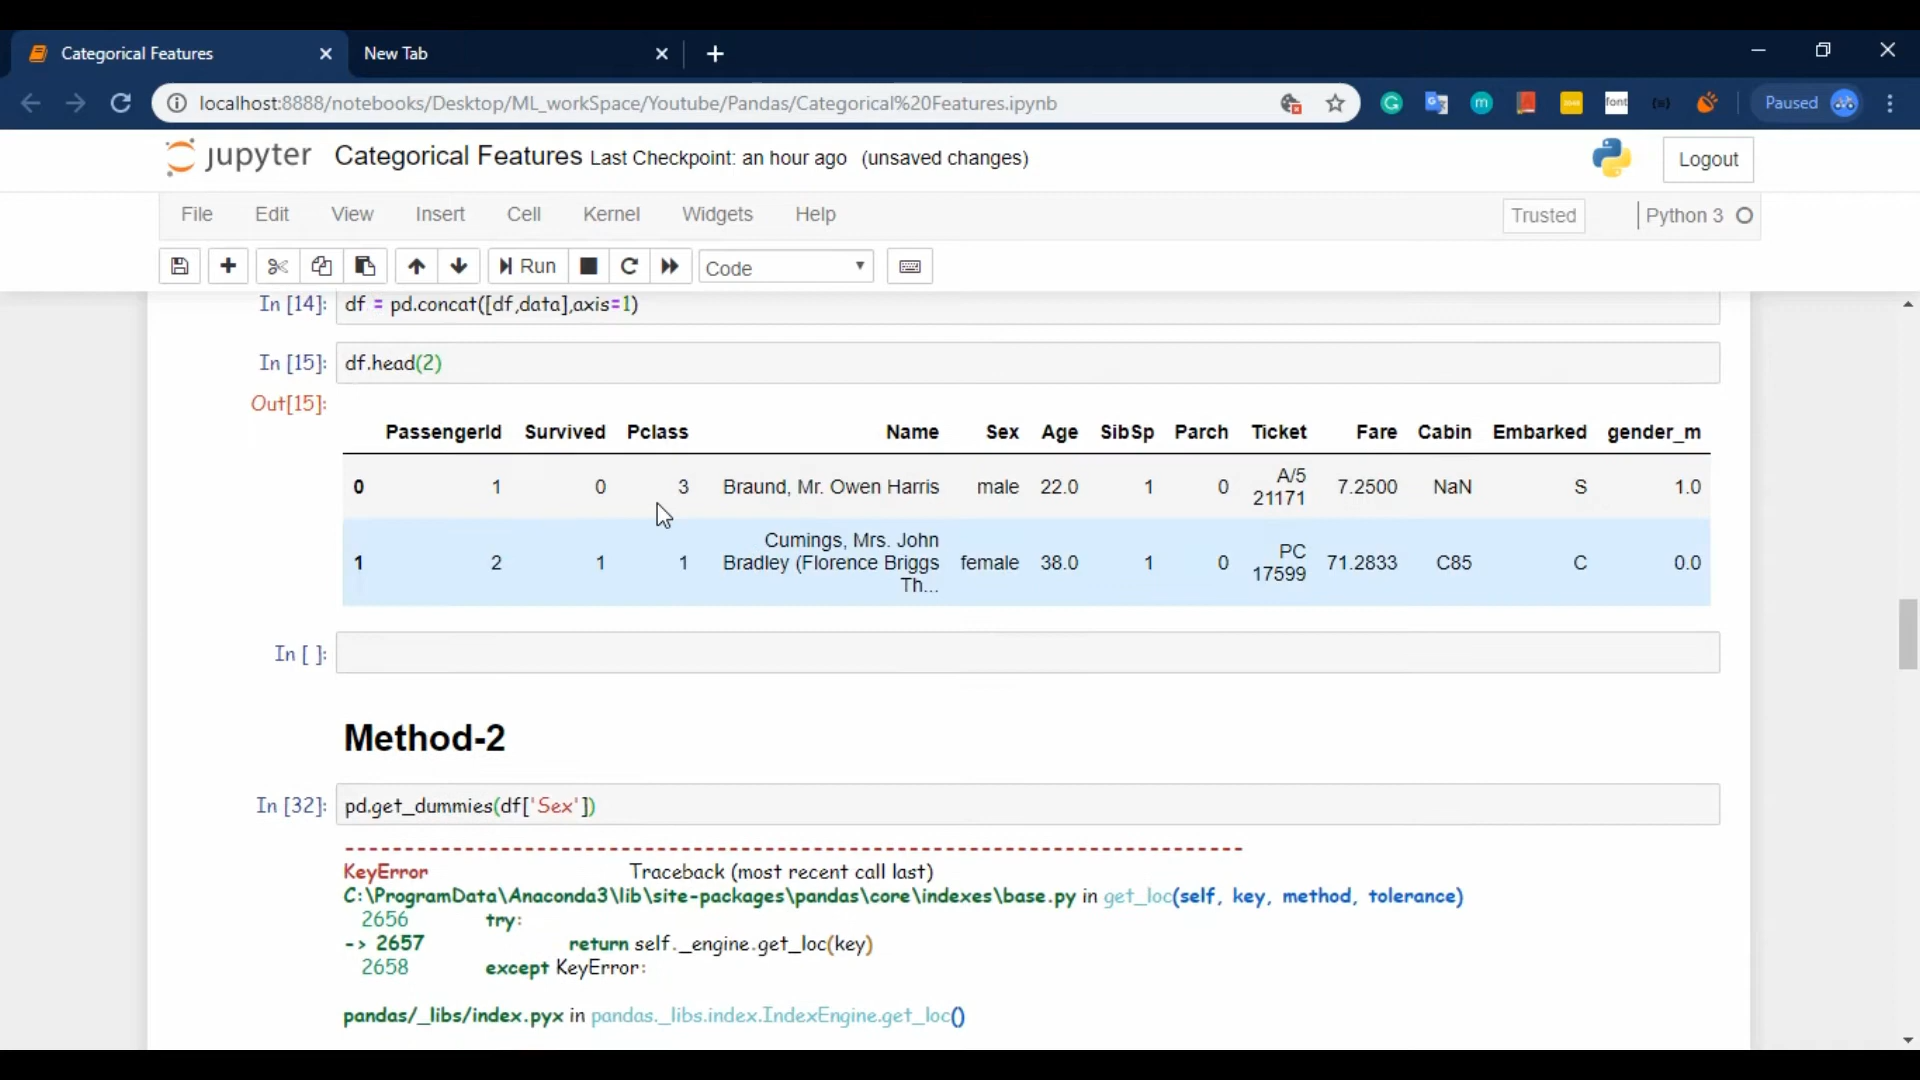 Categorical Features
New Tab
localhost:8888/notebooks/Desktop/ML_workSpace/Youtube/Pandas/Categorical%20Features.ipynb
font
Paused
jupyter Categorical Features Last Checkpoint: an hour ago (unsaved changes)
Logout
File Edit View Insert Cell Kernel Widgets Help
Trusted Python 3
Run Code
In [14]: df = pd.concat([df,data],axis=1)
In [15]: df.head(2)
Out[15]:
PassengerId Survived Pclass Name Sex Age SibSp Parch Ticket Fare Cabin Embarked gender_m
0 1 0 3 Braund, Mr. Owen Harris male 22.0 1 0 A/5 21171 7.2500 NaN S 1.0
1 2 1 1 Cumings, Mrs. John Bradley (Florence Briggs Th... female 38.0 1 0 PC 17599 71.2833 C85 C 0.0
In [ ]:
Method-2
In [32]: pd.get_dummies(df['Sex'])
---------------------------------------------------------------------------
KeyError Traceback (most recent call last)
C:\ProgramData\Anaconda3\lib\site-packages\pandas\core\indexes\base.py in get_loc(self, key, method, tolerance)
2656 try:
-> 2657 return self._engine.get_loc(key)
2658 except KeyError:
pandas/_libs/index.pyx in pandas._libs.index.IndexEngine.get_loc()